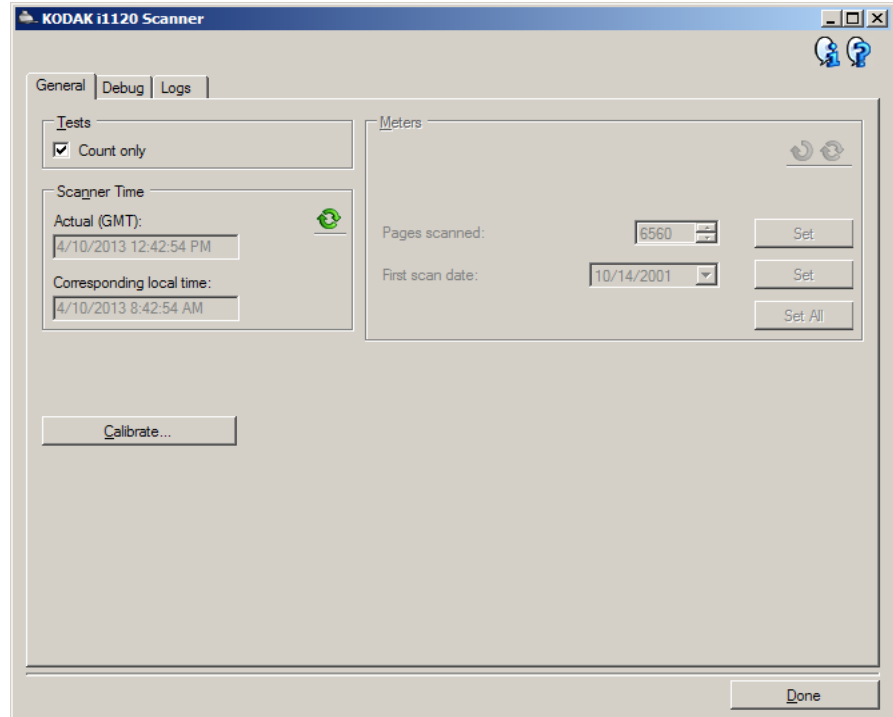 KODAK i1120 Scanner
General
Debug
Logs
Tests
Count only
Scanner Time
Actual (GMT):
4/10/2013 12:42:54 PM
Corresponding local time:
4/10/2013 8:42:54 AM
Meters
Pages scanned:
6560
Set
First scan date:
10/14/2001
Set
Set All
Calibrate...
Done